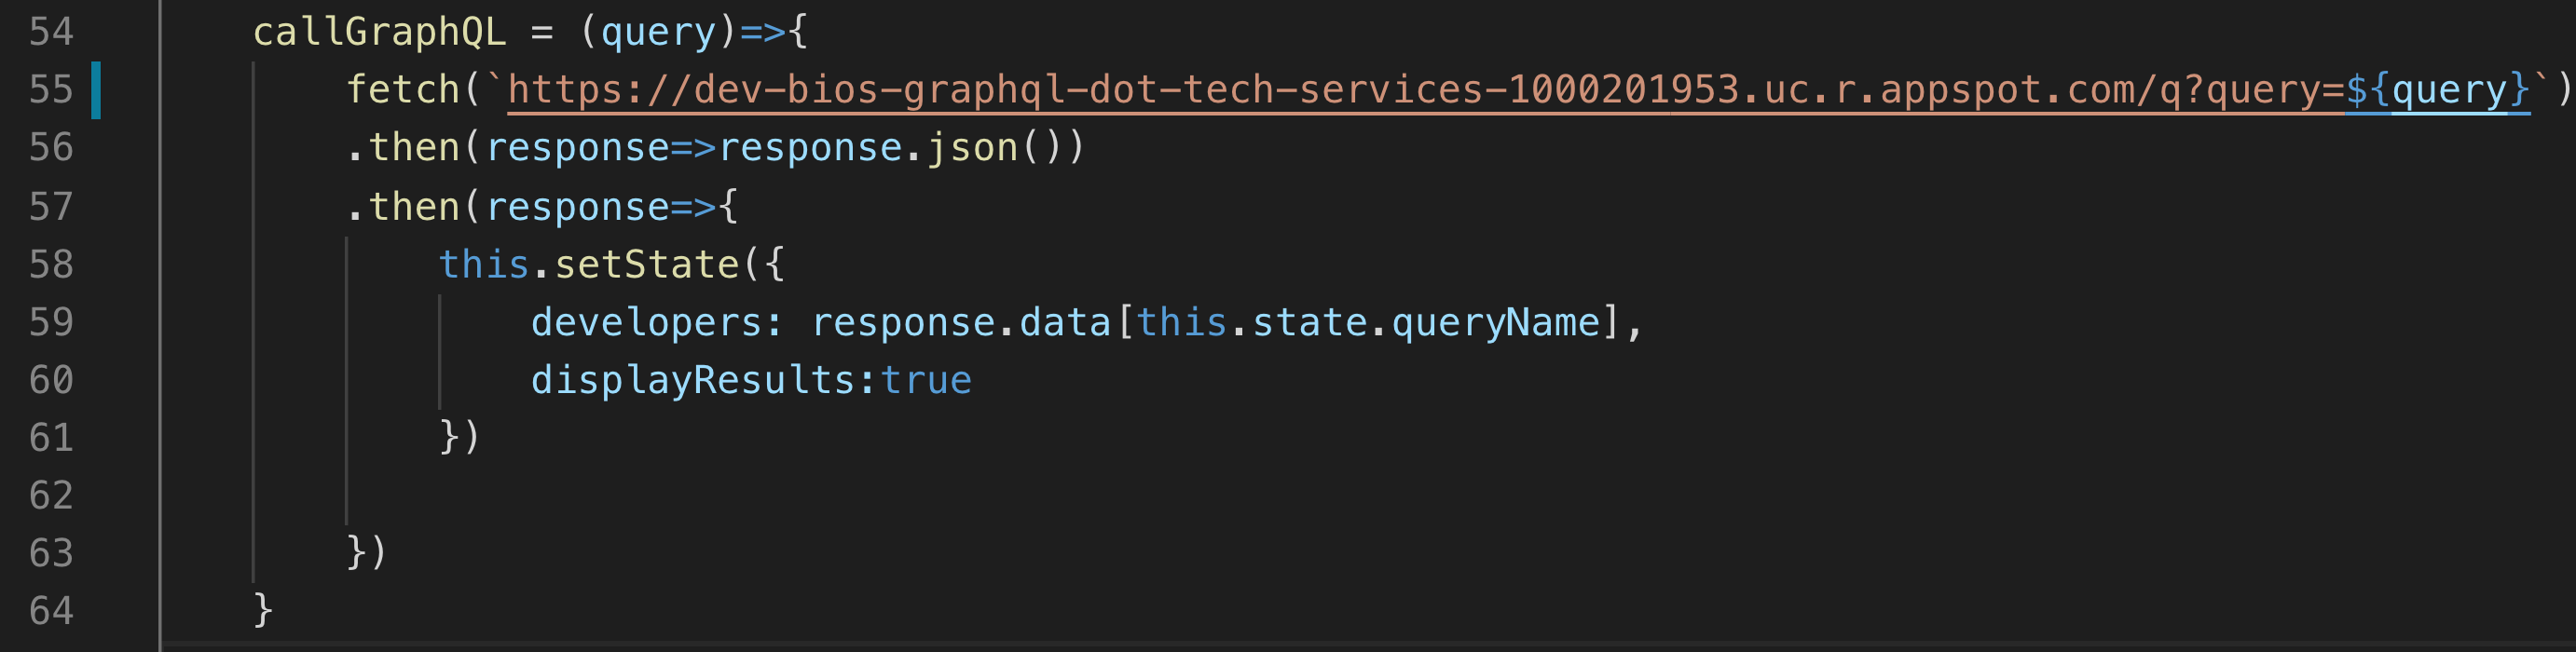 54 callGraphQL = (query)=>{
55 fetch(`https://dev-bios-graphql-dot-tech-services-1000201953.uc.r.appspot.com/q?query=${query}`)
56 .then(response=>response.json())
57 .then(response=>{
58 this.setState({
59 developers: response.data[this.state.queryName],
60 displayResults:true
61 })
62
63 })
64 }